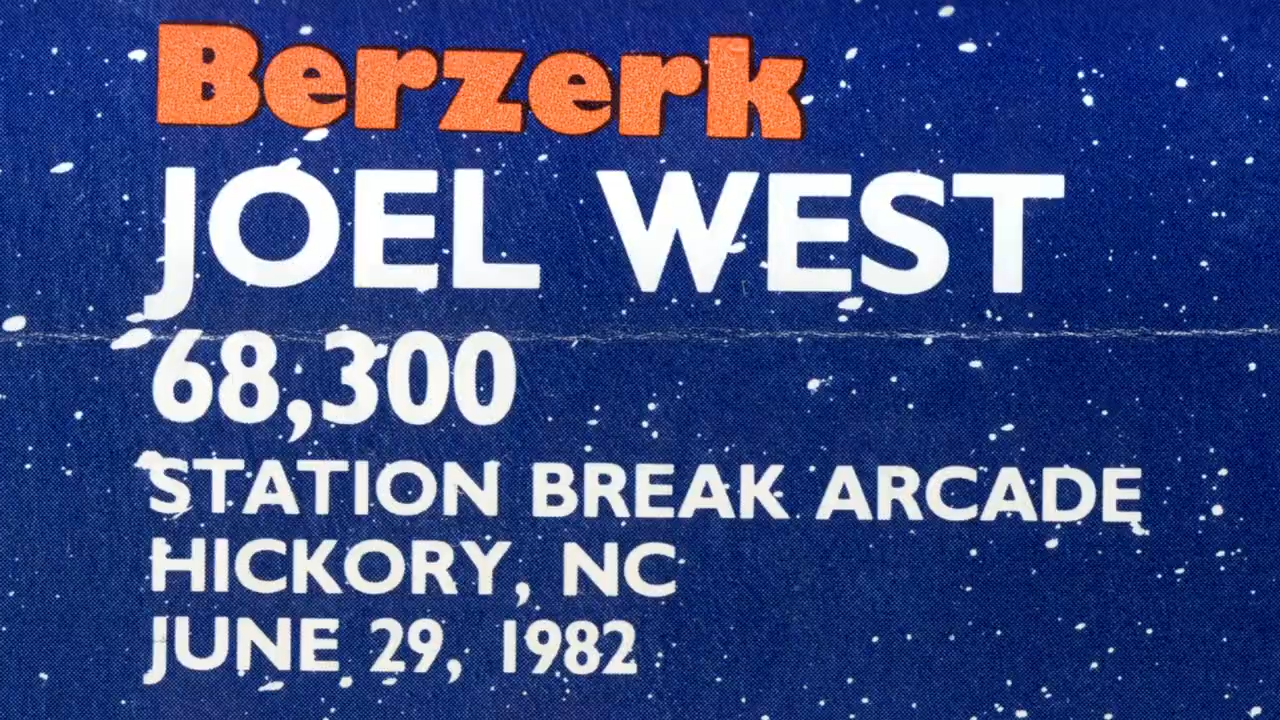 Berzerk
JOEL WEST
68,300
STATION BREAK ARCADE
HICKORY, NC
JUNE 29, 1982